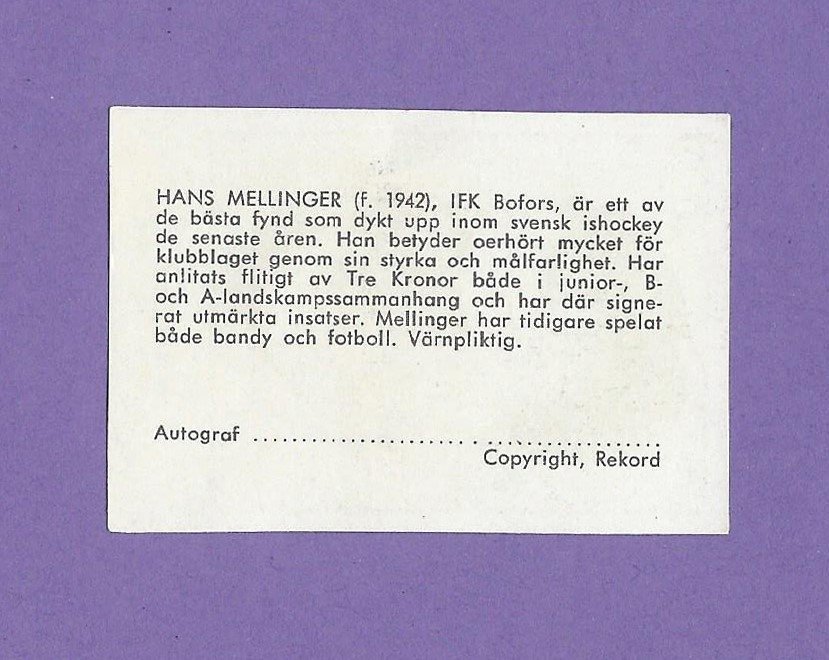 HANS MELLINGER (f. 1942), IFK Bofors, är ett av
de bästa fynd som dykt upp inom svensk ishockey
de senaste åren. Han betyder oerhört mycket för
klubblaget genom sin styrka och målfarlighet. Har
anlitats flitigt av Tre Kronor både i junior-, B-
och A-landskampssammanhang och har där signe-
rat utmärkta insatser. Mellinger har tidigare spelat
både bandy och fotboll. Värnpliktig.
Autograf ..........................................
Copyright, Rekord